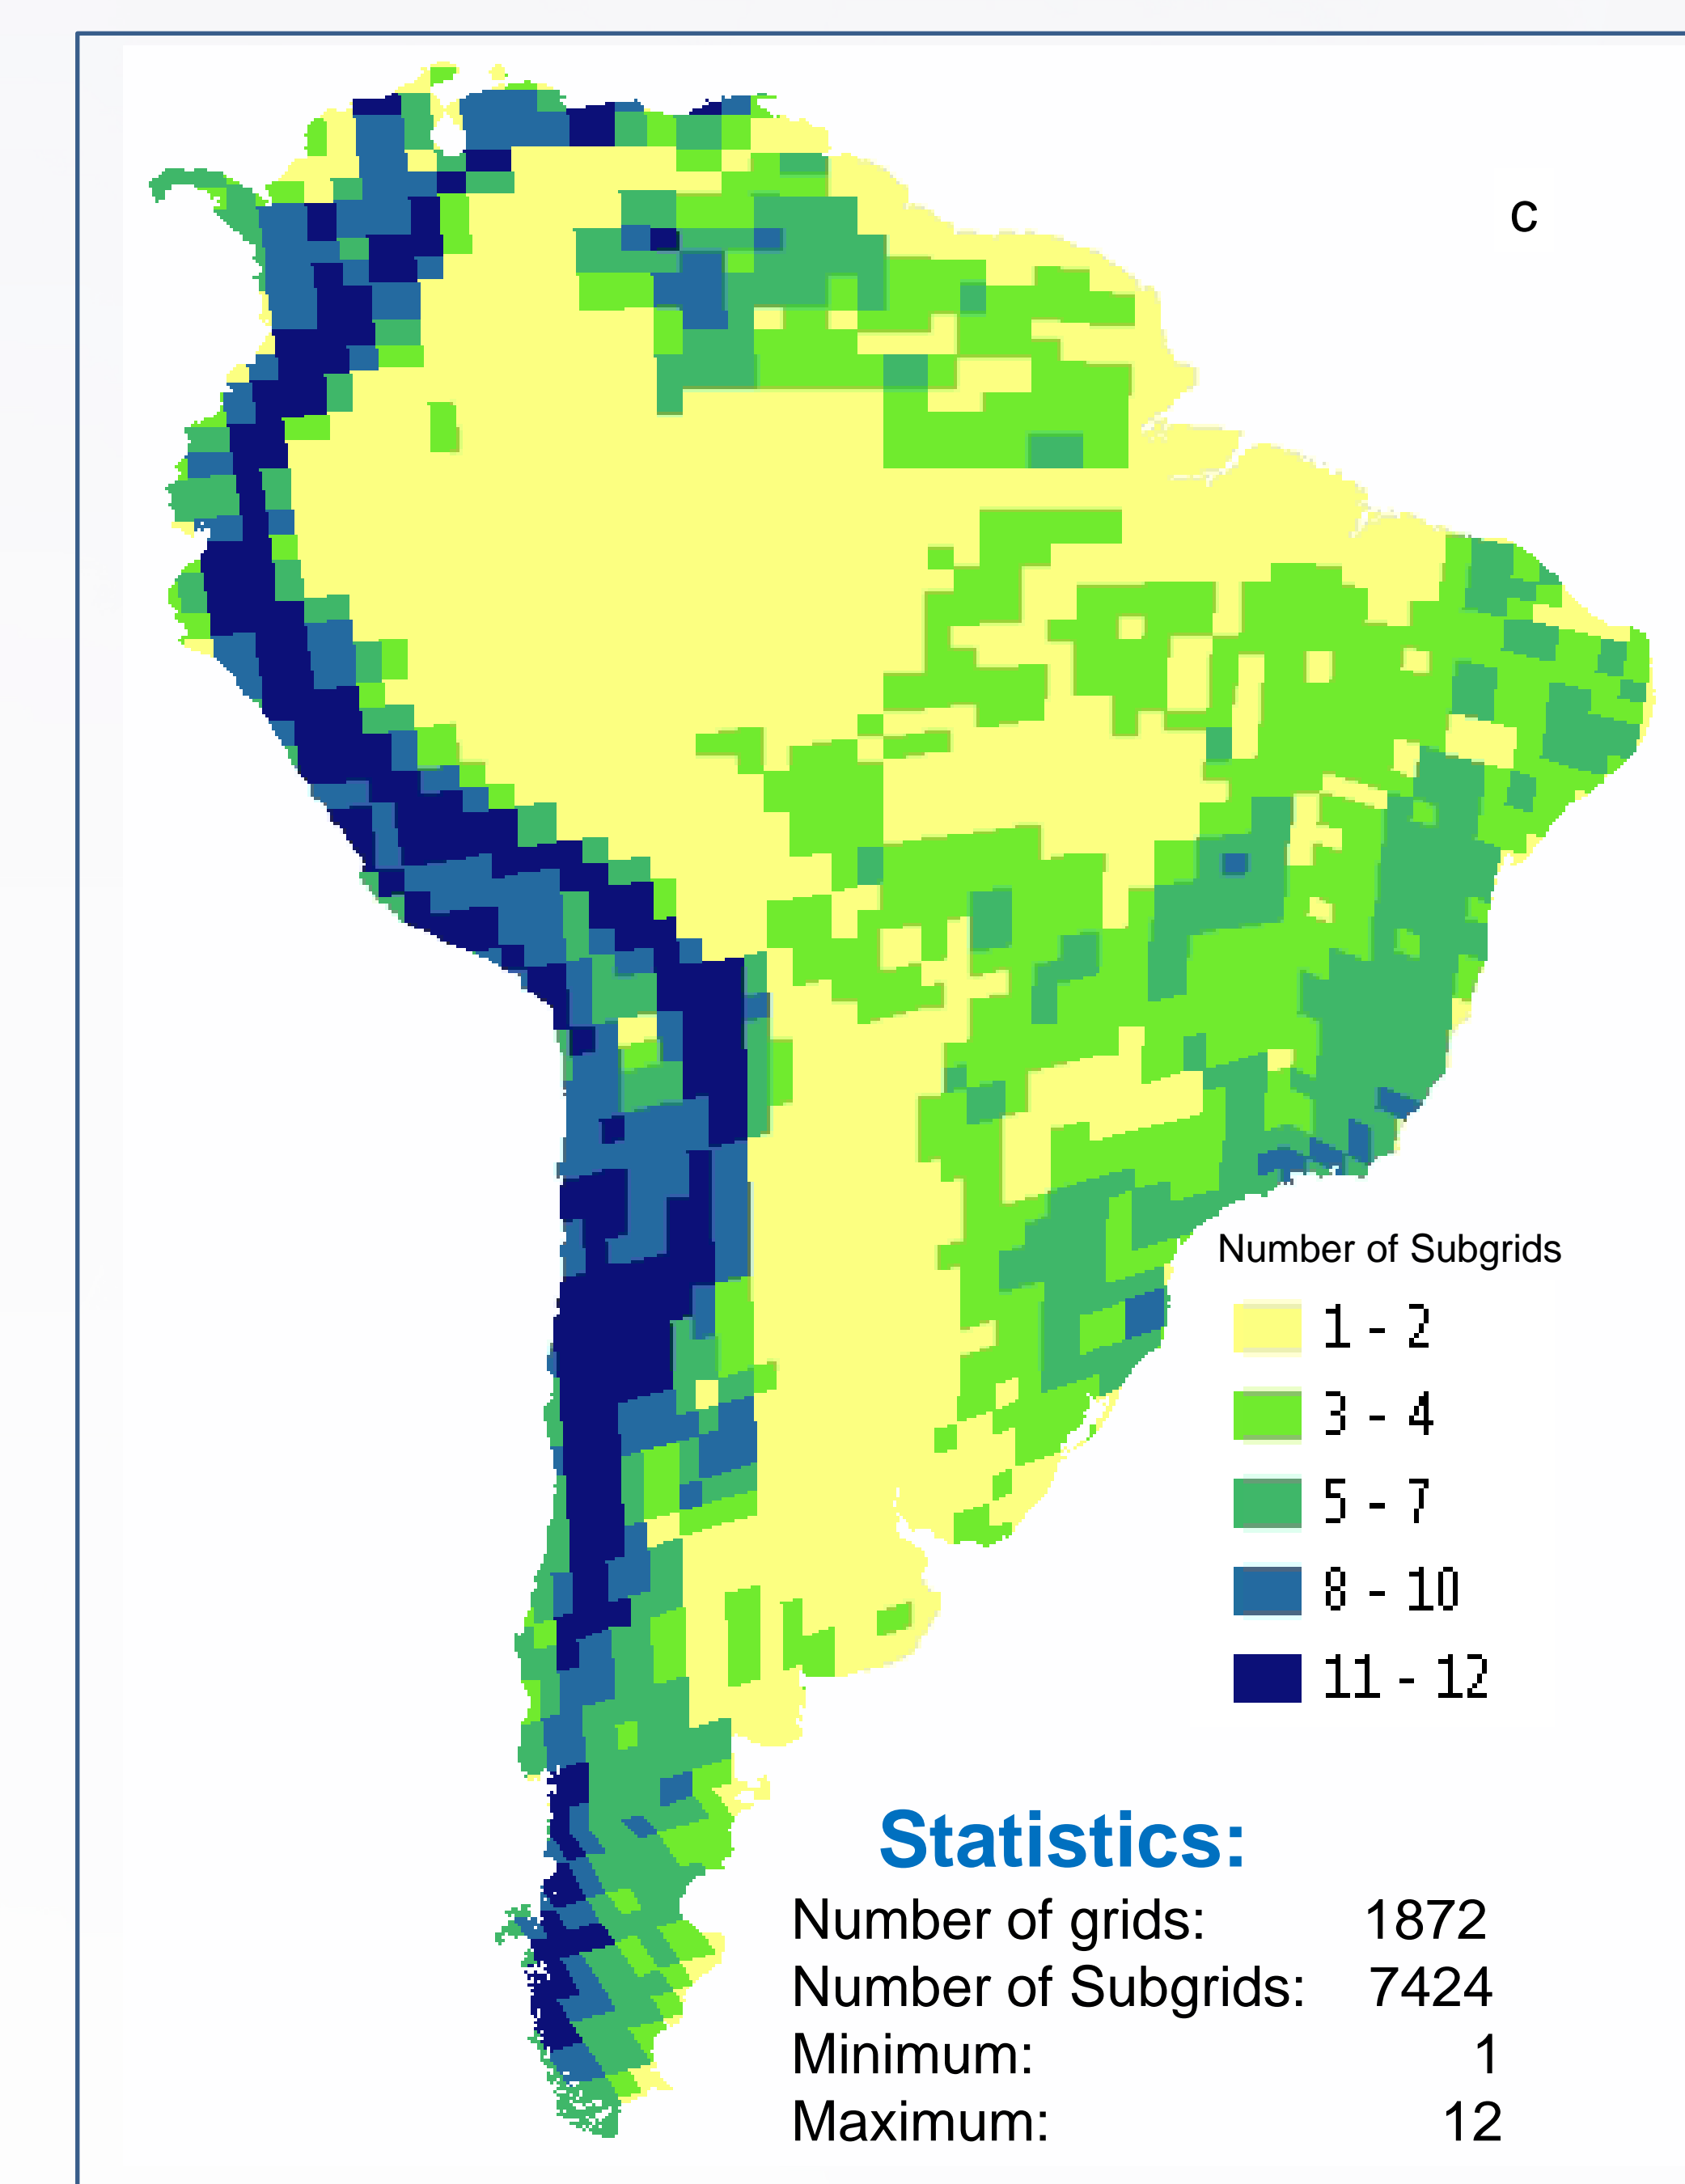 c
Number of Subgrids
1 - 2
3 - 4
5 - 7
8 - 10
11 - 12
Statistics:
Number of grids: 1872
Number of Subgrids: 7424
Minimum: 1
Maximum: 12